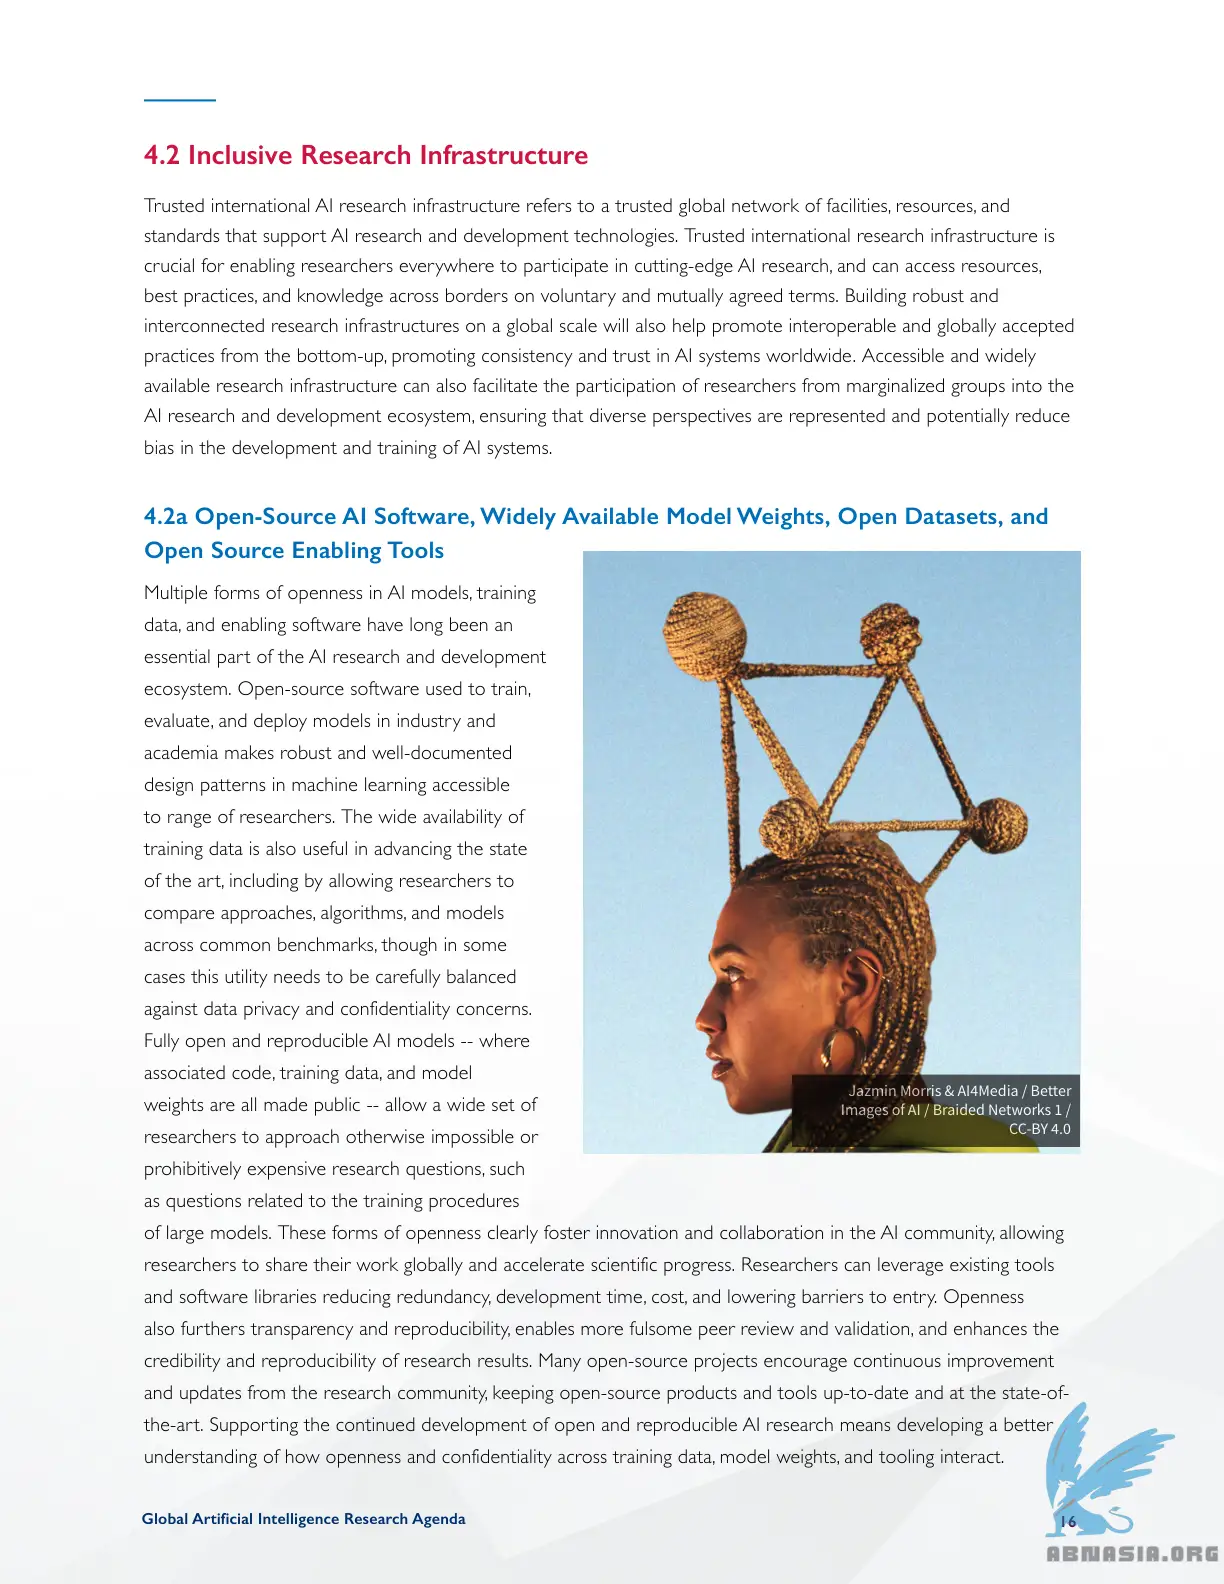 4.2 Inclusive Research Infrastructure
Trusted international AI research infrastructure refers to a trusted global network of facilities, resources, and
standards that support AI research and development technologies. Trusted international research infrastructure is
crucial for enabling researchers everywhere to participate in cutting-edge AI research, and can access resources,
best practices, and knowledge across borders on voluntary and mutually agreed terms. Building robust and
interconnected research infrastructures on a global scale will also help promote interoperable and globally accepted
practices from the bottom-up, promoting consistency and trust in AI systems worldwide. Accessible and widely
available research infrastructure can also facilitate the participation of researchers from marginalized groups into the
AI research and development ecosystem, ensuring that diverse perspectives are represented and potentially reduce
bias in the development and training of AI systems.
4.2a Open-Source AI Software, Widely Available Model Weights, Open Datasets, and
Open Source Enabling Tools
Multiple forms of openness in AI models, training
data, and enabling software have long been an
essential part of the AI research and development
ecosystem. Open-source software used to train,
evaluate, and deploy models in industry and
academia makes robust and well-documented
design patterns in machine learning accessible
to range of researchers. The wide availability of
training data is also useful in advancing the state
of the art, including by allowing researchers to
compare approaches, algorithms, and models
across common benchmarks, though in some
cases this utility needs to be carefully balanced
against data privacy and confidentiality concerns.
Fully open and reproducible AI models -- where
associated code, training data, and model
weights are all made public -- allow a wide set of
researchers to approach otherwise impossible or
prohibitively expensive research questions, such
as questions related to the training procedures
of large models. These forms of openness clearly foster innovation and collaboration in the AI community, allowing
researchers to share their work globally and accelerate scientific progress. Researchers can leverage existing tools
and software libraries reducing redundancy, development time, cost, and lowering barriers to entry. Openness
also furthers transparency and reproducibility, enables more fulsome peer review and validation, and enhances the
credibility and reproducibility of research results. Many open-source projects encourage continuous improvement
and updates from the research community, keeping open-source products and tools up-to-date and at the state-of-
the-art. Supporting the continued development of open and reproducible AI research means developing a better
understanding of how openness and confidentiality across training data, model weights, and tooling interact.
Jazmin Morris & AI4Media / Better
Images of AI / Braided Networks 1 /
CC-BY 4.0
Global Artificial Intelligence Research Agenda
16
ABNASIA.ORG